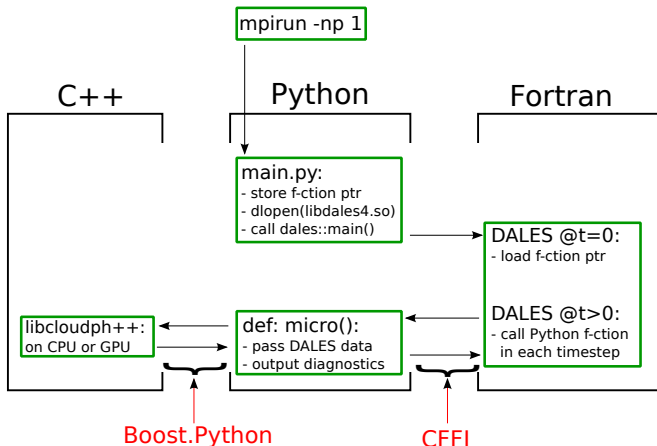 mpirun -np 1
C++
Python
Fortran
main.py:
- store f-ction ptr
- dlopen(libdales4.so)
- call dales::main()
DALES @t=0:
- load f-ction ptr
libcloudph++:
on CPU or GPU
def: micro():
- pass DALES data
- output diagnostics
DALES @t>0:
- call Python f-ction
in each timestep
Boost.Python
CFFI